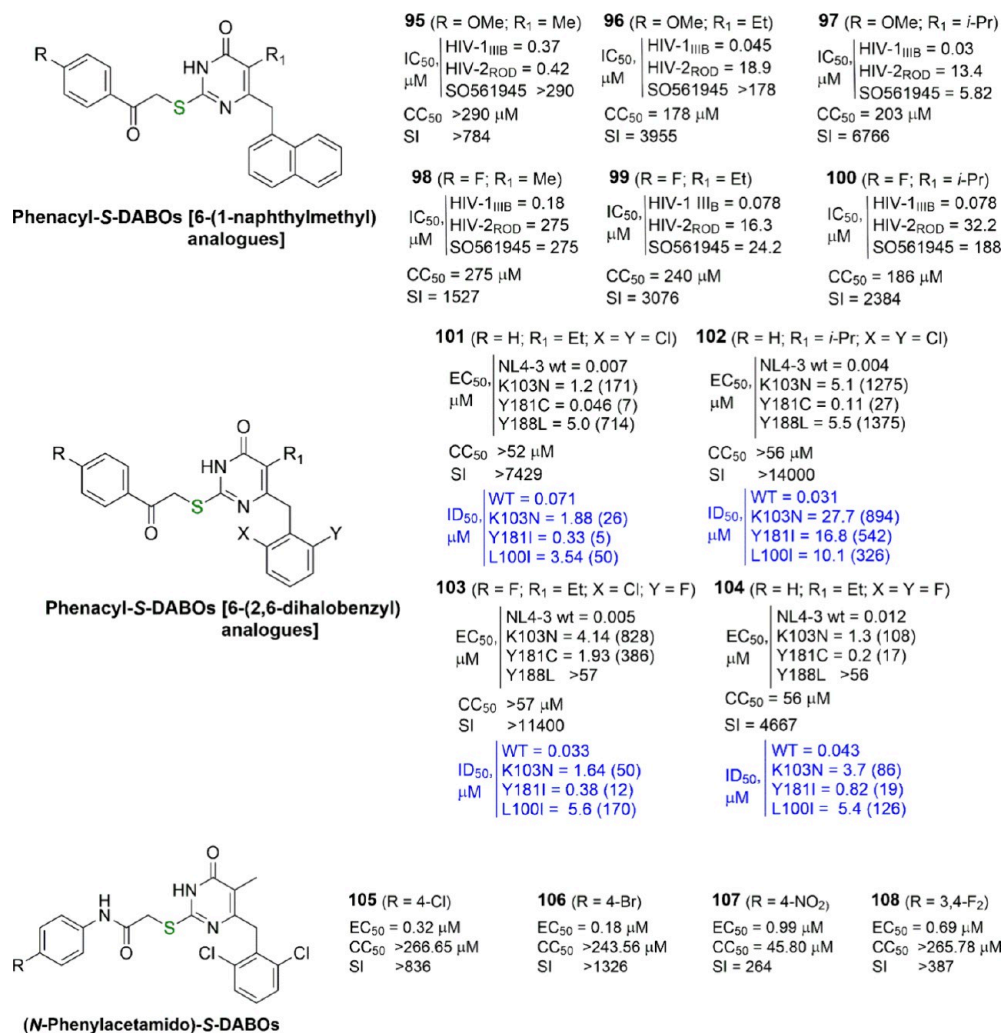 R
O
HN
R1
O
S
N
Phenacyl-S-DABOs [6-(1-naphthylmethyl)
analogues]
95 (R = OMe; R1 = Me)
IC50, μM
HIV-1IIIB = 0.37
HIV-2ROD = 0.42
SO561945 >290
CC50 >290 μM
SI >784
96 (R = OMe; R1 = Et)
IC50, μM
HIV-1IIIB = 0.045
HIV-2ROD = 18.9
SO561945 >178
CC50 = 178 μM
SI = 3955
97 (R = OMe; R1 = i-Pr)
IC50, μM
HIV-1IIIB = 0.03
HIV-2ROD = 13.4
SO561945 = 5.82
CC50 = 203 μM
SI = 6766
98 (R = F; R1 = Me)
IC50, μM
HIV-1IIIB = 0.18
HIV-2ROD = 275
SO561945 = 275
CC50 = 275 μM
SI = 1527
99 (R = F; R1 = Et)
IC50, μM
HIV-1 IIIB = 0.078
HIV-2ROD = 16.3
SO561945 = 24.2
CC50 = 240 μM
SI = 3076
100 (R = F; R1 = i-Pr)
IC50, μM
HIV-1IIIB = 0.078
HIV-2ROD = 32.2
SO561945 = 188
CC50 = 186 μM
SI = 2384
R
O
HN
R1
O
S
N
X
Y
Phenacyl-S-DABOs [6-(2,6-dihalobenzyl)
analogues]
101 (R = H; R1 = Et; X = Y = Cl)
EC50, μM
NL4-3 wt = 0.007
K103N = 1.2 (171)
Y181C = 0.046 (7)
Y188L = 5.0 (714)
CC50 >52 μM
SI >7429
ID50, μM
WT = 0.071
K103N = 1.88 (26)
Y181I = 0.33 (5)
L100I = 3.54 (50)
102 (R = H; R1 = i-Pr; X = Y = Cl)
EC50, μM
NL4-3 wt = 0.004
K103N = 5.1 (1275)
Y181C = 0.11 (27)
Y188L = 5.5 (1375)
CC50 >56 μM
SI >14000
ID50, μM
WT = 0.031
K103N = 27.7 (894)
Y181I = 16.8 (542)
L100I = 10.1 (326)
103 (R = F; R1 = Et; X = Cl; Y = F)
EC50, μM
NL4-3 wt = 0.005
K103N = 4.14 (828)
Y181C = 1.93 (386)
Y188L >57
CC50 >57 μM
SI >11400
ID50, μM
WT = 0.033
K103N = 1.64 (50)
Y181I = 0.38 (12)
L100I = 5.6 (170)
104 (R = H; R1 = Et; X = Y = F)
EC50, μM
NL4-3 wt = 0.012
K103N = 1.3 (108)
Y181C = 0.2 (17)
Y188L >56
CC50 = 56 μM
SI = 4667
ID50, μM
WT = 0.043
K103N = 3.7 (86)
Y181I = 0.82 (19)
L100I = 5.4 (126)
O
HN
H
N
O
S
N
R
Cl
Cl
(N-Phenylacetamido)-S-DABOs
105 (R = 4-Cl)
EC50 = 0.32 μM
CC50 >266.65 μM
SI >836
106 (R = 4-Br)
EC50 = 0.18 μM
CC50 >243.56 μM
SI >1326
107 (R = 4-NO2)
EC50 = 0.99 μM
CC50 = 45.80 μM
SI = 264
108 (R = 3,4-F2)
EC50 = 0.69 μM
CC50 >265.78 μM
SI >387